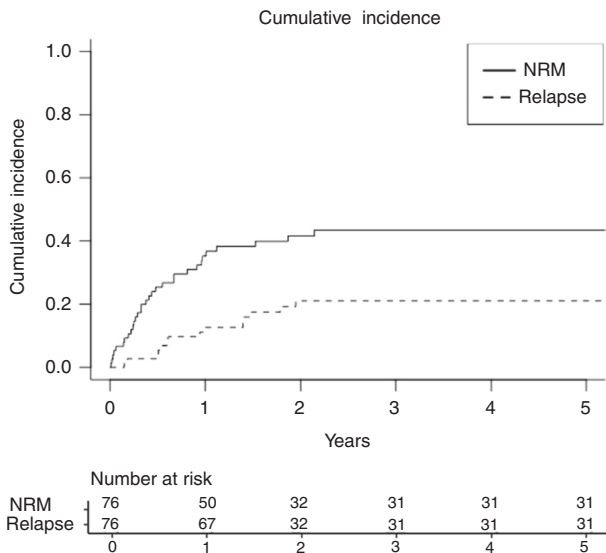 Cumulative incidence
1.0
0.8
0.6
0.4
0.2
0.0
Cumulative incidence
NRM
Relapse
0 1 2 3 4 5
Years
Number at risk
NRM 76 50 32 31 31 31
Relapse 76 67 32 31 31 31
0 1 2 3 4 5